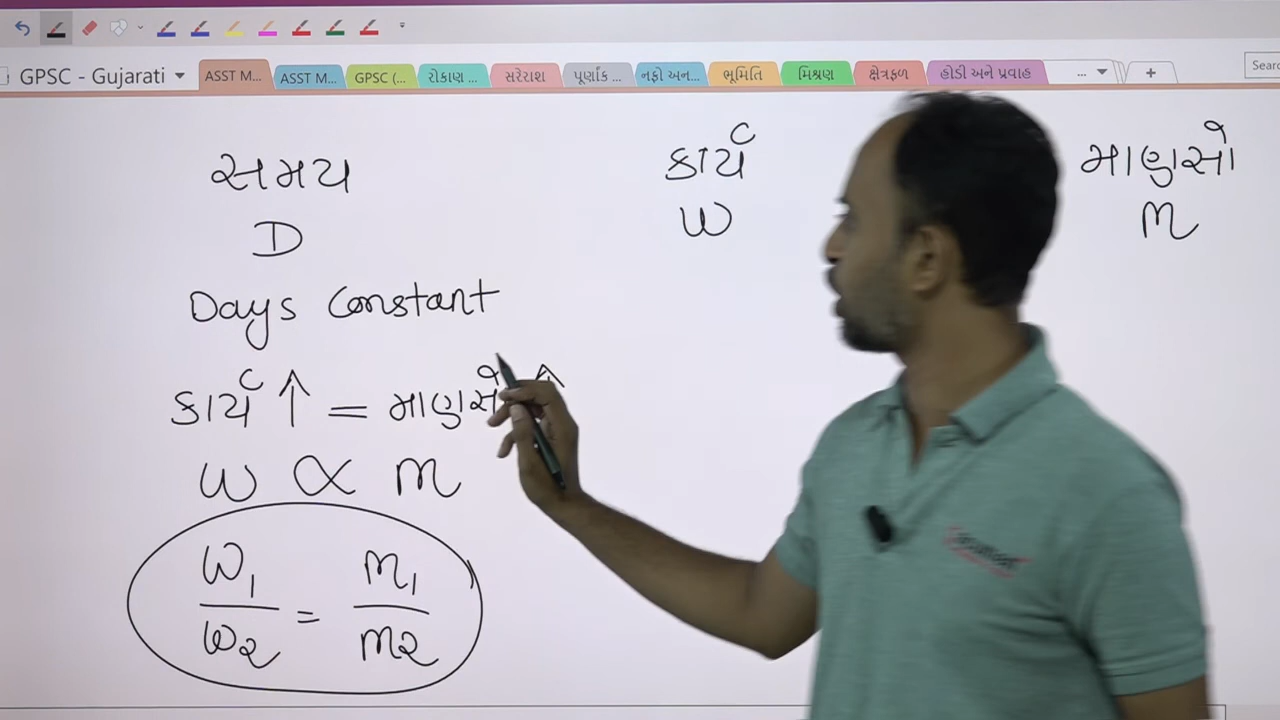 GPSC - Gujarati
ASST M...
ASST M...
GPSC (...
રોકાણ ...
સરેરાશ
પૂર્ણાંક ...
નફો અન...
ભૂમિતિ
મિશ્રણ
ક્ષેત્રફળ
હોડી અને પ્રવાહ
...
સમય
કાર્ય
માણસો
D
W
M
Days Constant
કાર્ય ↑ = માણસો ↑
W ∝ M
W1/W2 = M1/M2